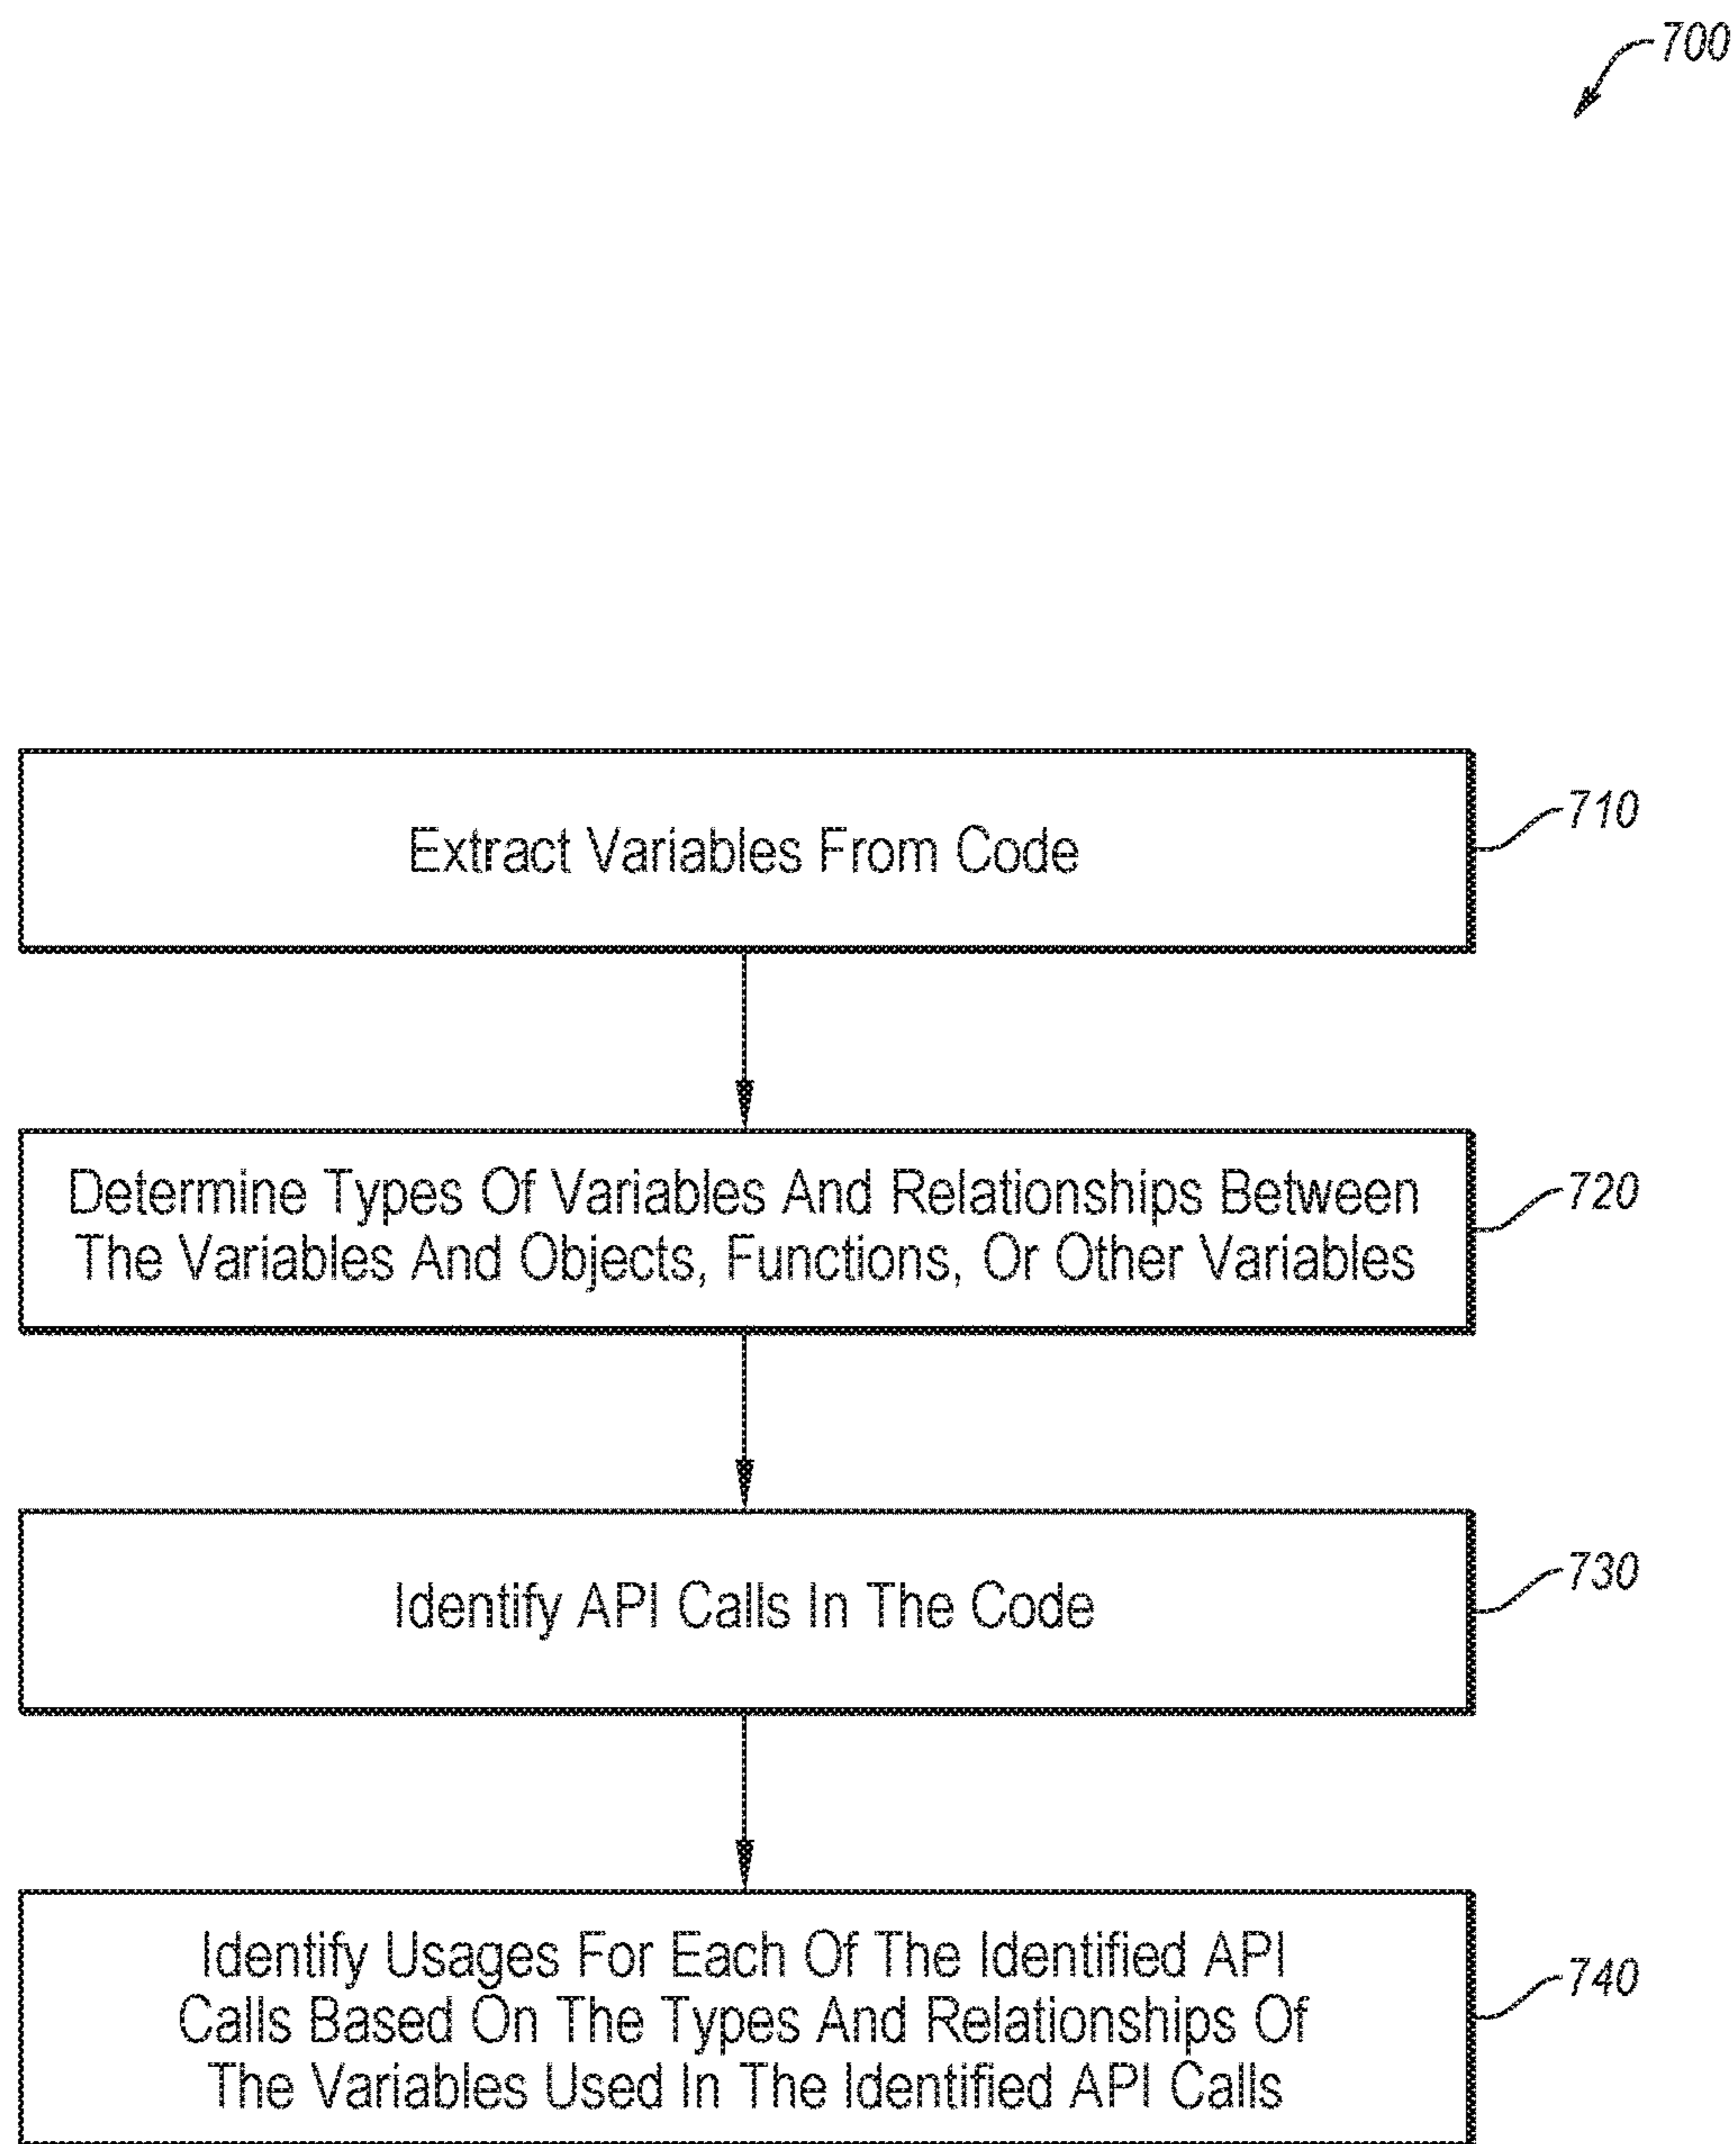 700
Extract Variables From Code
710
Determine Types Of Variables And Relationships Between
The Variables And Objects, Functions, Or Other Variables
720
Identify API Calls In The Code
730
Identify Usages For Each Of The Identified API
Calls Based On The Types And Relationships Of
The Variables Used In The Identified API Calls
740